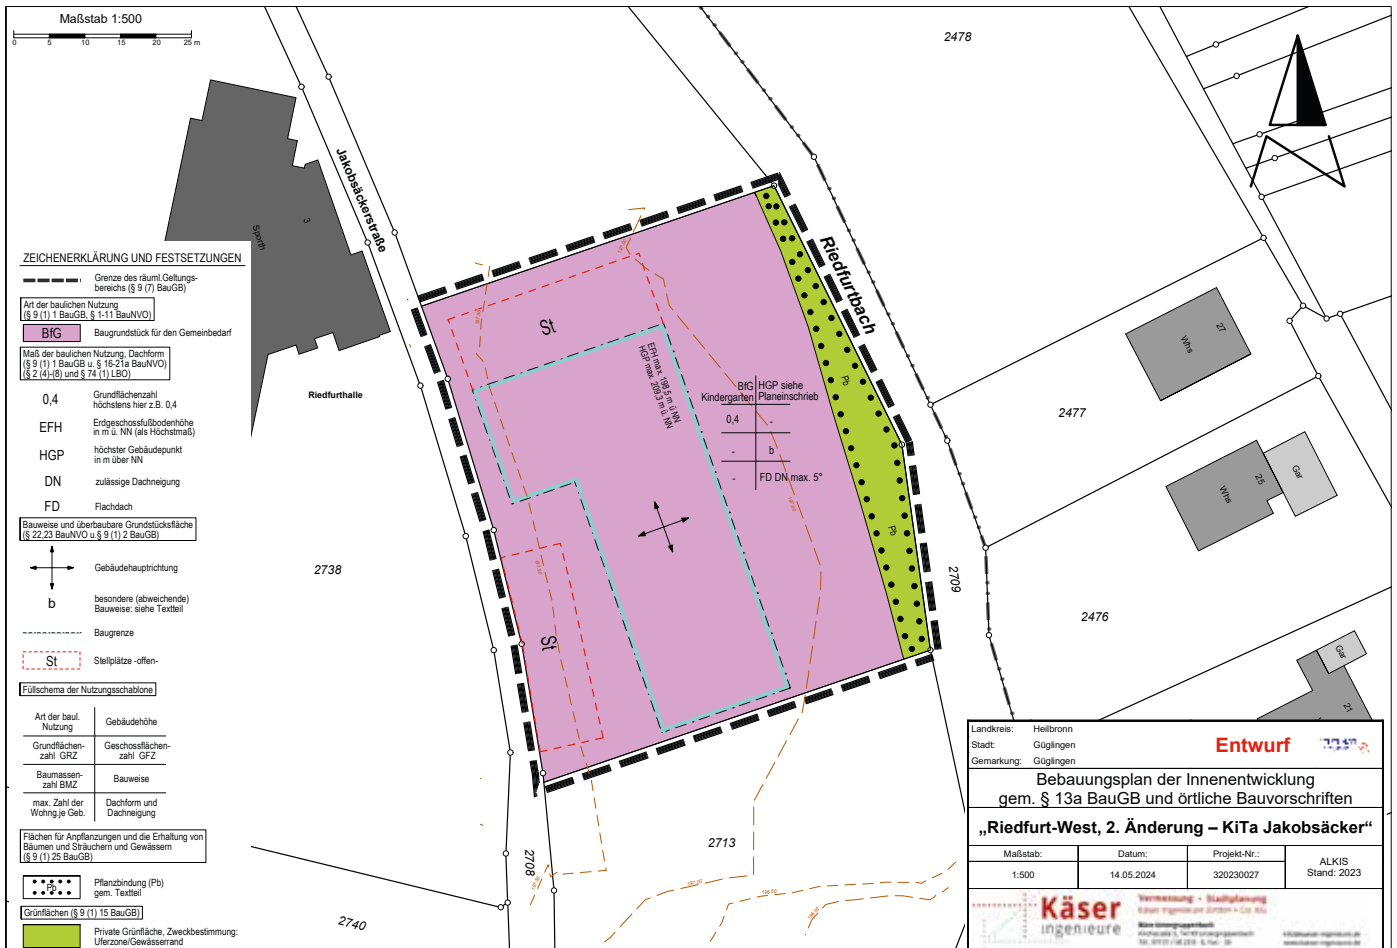 Maßstab 1:500
0 5 10 15 20 25 m
ZEICHENERKLÄRUNG UND FESTSETZUNGEN
Grenze des räuml.Geltungs-
bereichs (§ 9 (7) BauGB)
Art der baulichen Nutzung
(§ 9 (1) 1 BauGB, § 1-11 BauNVO)
BfG
Baugrundstück für den Gemeinbedarf
Maß der baulichen Nutzung, Dachform
(§ 9 (1) 1 BauGB u. § 16-21a BauNVO)
(§ 2 (4)-(8) und § 74 (1) LBO)
0,4
Grundflächenzahl
höchstens hier z.B. 0,4
EFH
Erdgeschossfußbodenhöhe
in m ü. NN (als Höchstmaß)
HGP
höchster Gebäudepunkt
in m über NN
DN
zulässige Dachneigung
FD
Flachdach
Bauweise und überbaubare Grundstücksfläche
(§ 22,23 BauNVO u.§ 9 (1) 2 BauGB)
Gebäudehauptrichtung
b
besondere (abweichende)
Bauweise: siehe Textteil
Baugrenze
St
Stellplätze -offen-
Füllschema der Nutzungsschablone
Art der baul.
Nutzung
Gebäudehöhe
Grundflächen-
zahl GRZ
Geschossflächen-
zahl GFZ
Baumassen-
zahl BMZ
Bauweise
max. Zahl der
Wohng.je Geb.
Dachform und
Dachneigung
Flächen für Anpflanzungen und die Erhaltung von
Bäumen und Sträuchern und Gewässern
(§ 9 (1) 25 BauGB)
Pb
Pflanzbindung (Pb)
gem. Textteil
Grünflächen (§ 9 (1) 15 BauGB)
Private Grünfläche, Zweckbestimmung:
Uferzone/Gewässerrand
Jakobsäckerstraße
3
Sporth
Riedfurthalle
2738
2740
2708
2713
2478
2477
2476
2709
Riedfurtbach
St
St
EFH max. 198,5 m ü NN
HGP max. 209,3 m ü. NN
BfG
Kindergarten
HGP siehe
Planeinschrieb
0,4
-
-
b
-
FD DN max. 5°
Pb
Pb
27
Whs
25
Whs
Gar
Gar
21
197.00
197.00
196.50
Landkreis: Heilbronn
Stadt: Güglingen
Gemarkung: Güglingen
Entwurf
Bebauungsplan der Innenentwicklung
gem. § 13a BauGB und örtliche Bauvorschriften
„Riedfurt-West, 2. Änderung – KiTa Jakobsäcker“
Maßstab:
1:500
Datum:
14.05.2024
Projekt-Nr.:
320230027
ALKIS
Stand: 2023
Käser
ingenieure
Vermessung - Stadtplanung